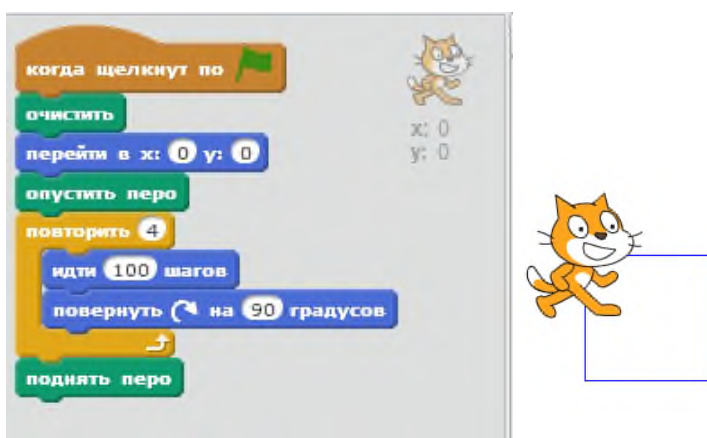 когда щелкнут по
очистить
перейти в x: 0 y: 0
опустить перо
повторить 4
идти 100 шагов
повернуть на 90 градусов
поднять перо
x: 0
y: 0